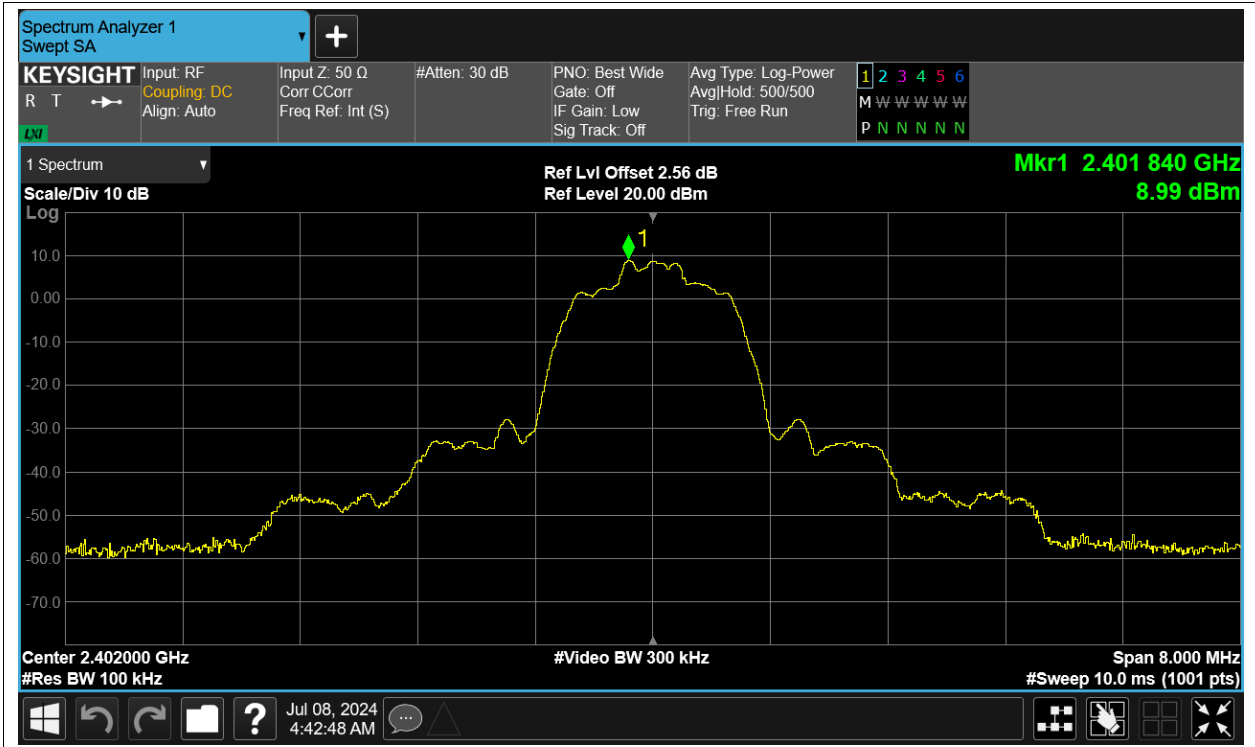 Spectrum Analyzer 1
Swept SA
KEYSIGHT
R T
LXI
Input: RF
Coupling: DC
Align: Auto
Input Z: 50 Ω
Corr CCorr
Freq Ref: Int (S)
#Atten: 30 dB
PNO: Best Wide
Gate: Off
IF Gain: Low
Sig Track: Off
Avg Type: Log-Power
Avg|Hold: 500/500
Trig: Free Run
1 2 3 4 5 6
M W W W W W
P N N N N N
1 Spectrum
Scale/Div 10 dB
Log
Ref Lvl Offset 2.56 dB
Ref Level 20.00 dBm
Mkr1 2.401 840 GHz
8.99 dBm
1
10.0
0.00
-10.0
-20.0
-30.0
-40.0
-50.0
-60.0
-70.0
Center 2.402000 GHz
#Video BW 300 kHz
Span 8.000 MHz
#Res BW 100 kHz
#Sweep 10.0 ms (1001 pts)
?
Jul 08, 2024
4:42:48 AM